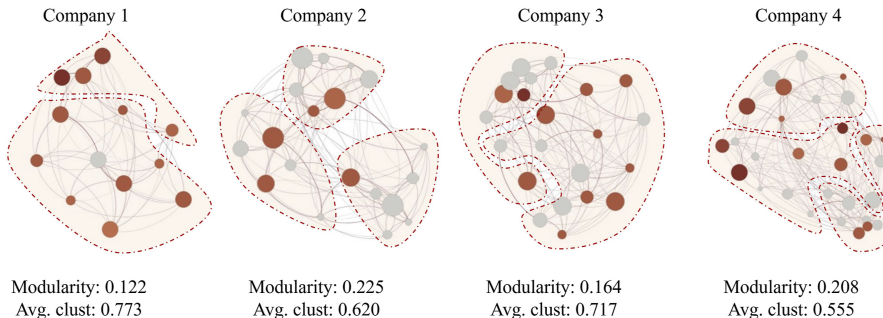 Company 1
Company 2
Company 3
Company 4
Modularity: 0.122
Avg. clust: 0.773
Modularity: 0.225
Avg. clust: 0.620
Modularity: 0.164
Avg. clust: 0.717
Modularity: 0.208
Avg. clust: 0.555